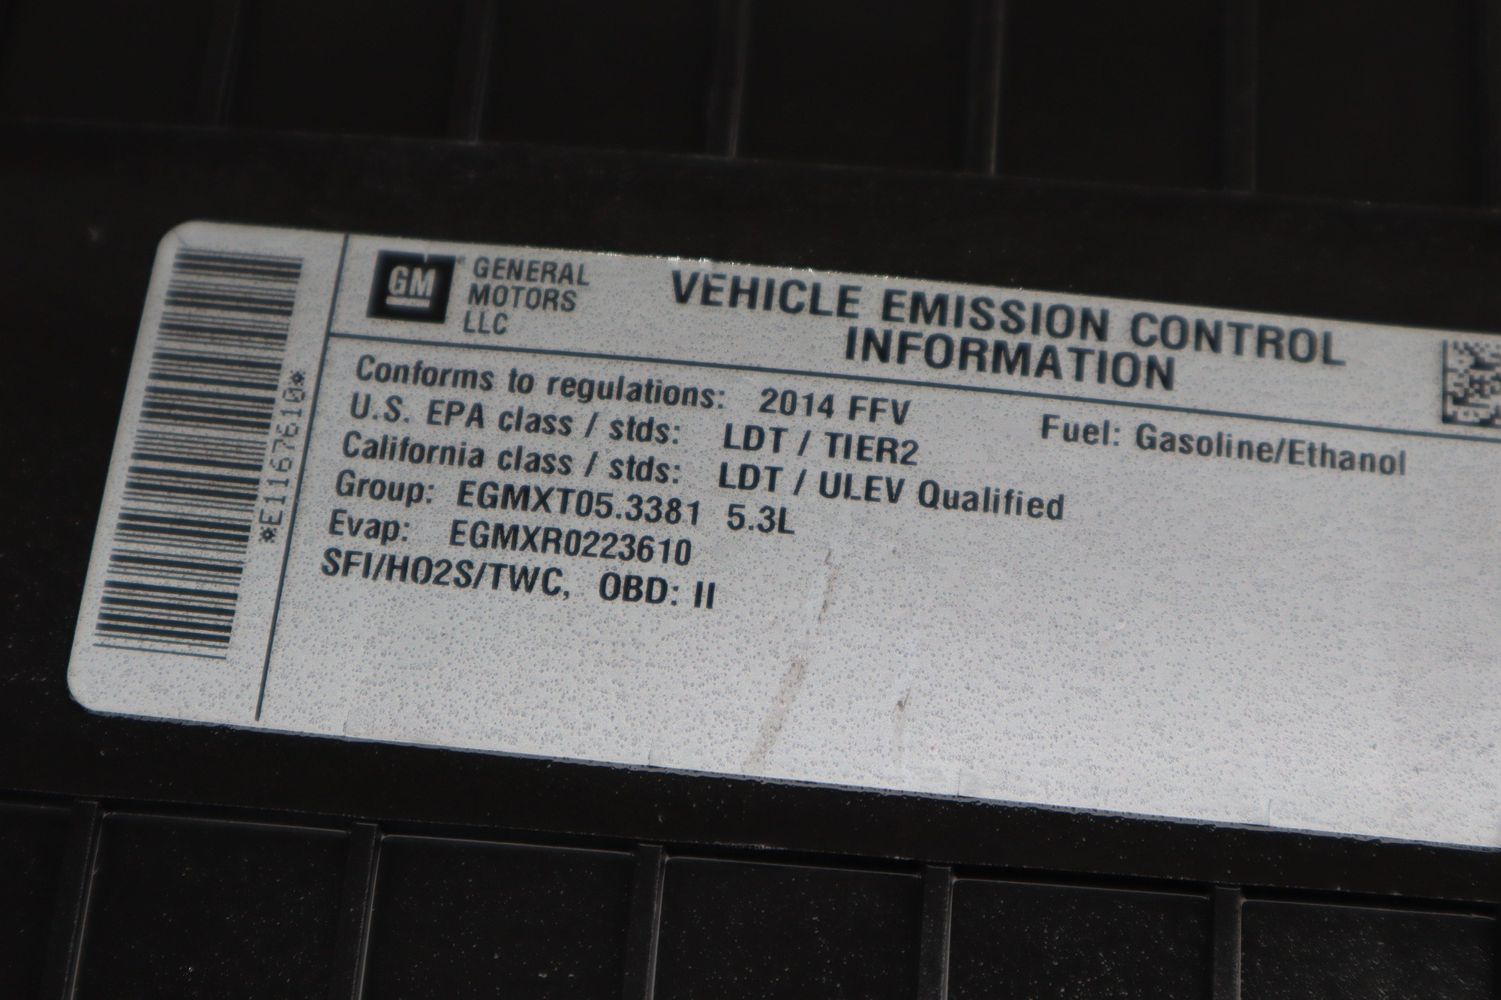 *E1167610*
GM
GENERAL
MOTORS
LLC
VEHICLE EMISSION CONTROL
INFORMATION
Conforms to regulations: 2014 FFV
Fuel: Gasoline/Ethanol
U.S. EPA class / stds: LDT / TIER2
California class / stds: LDT / ULEV Qualified
Group: EGMXT05.3381 5.3L
Evap: EGMXR0223610
SFI/HO2S/TWC, OBD: II